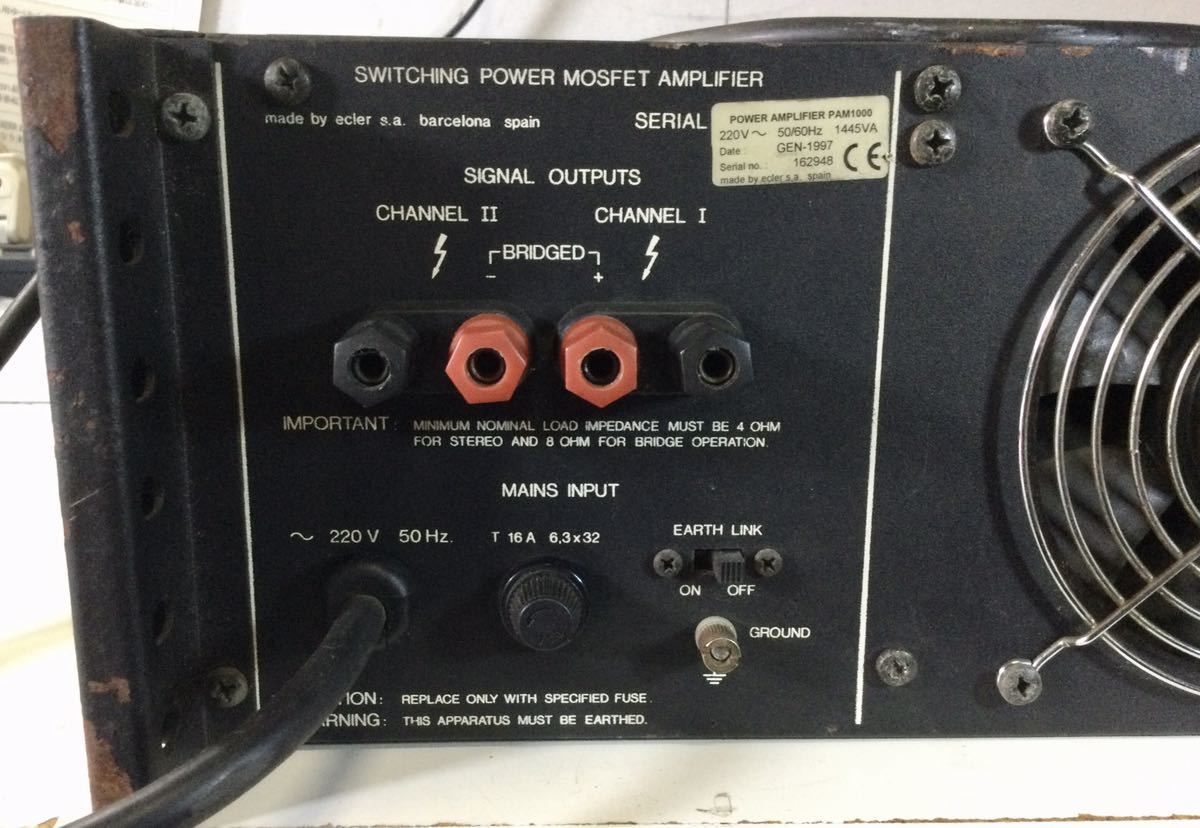 SWITCHING POWER MOSFET AMPLIFIER
made by ecler s.a. barcelona spain
SERIAL
POWER AMPLIFIER PAM1000
220V～ 50/60Hz 1445VA
Date : GEN-1997
Serial no. : 162948
CE
made by ecler s.a. spain
SIGNAL OUTPUTS
CHANNEL II CHANNEL I
BRIDGED
− +
IMPORTANT : MINIMUM NOMINAL LOAD IMPEDANCE MUST BE 4 OHM
FOR STEREO AND 8 OHM FOR BRIDGE OPERATION.
MAINS INPUT
～ 220 V 50 Hz. T 16 A 6,3 x 32
EARTH LINK
ON OFF
GROUND
TION: REPLACE ONLY WITH SPECIFIED FUSE.
RNING: THIS APPARATUS MUST BE EARTHED.